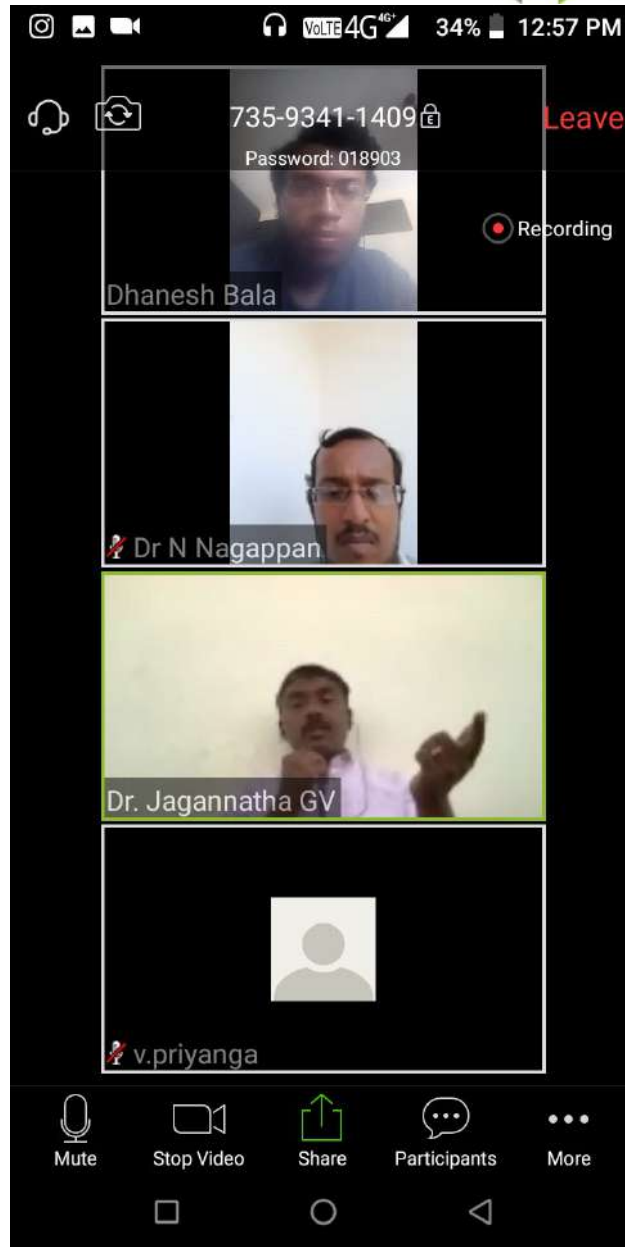 VoLTE 4G 4G+ 34% 12:57 PM
735-9341-1409 E Leave
Password: 018903
Recording
Dhanesh Bala
Dr N Nagappan
Dr. Jagannatha GV
v.priyanga
Mute Stop Video Share Participants More